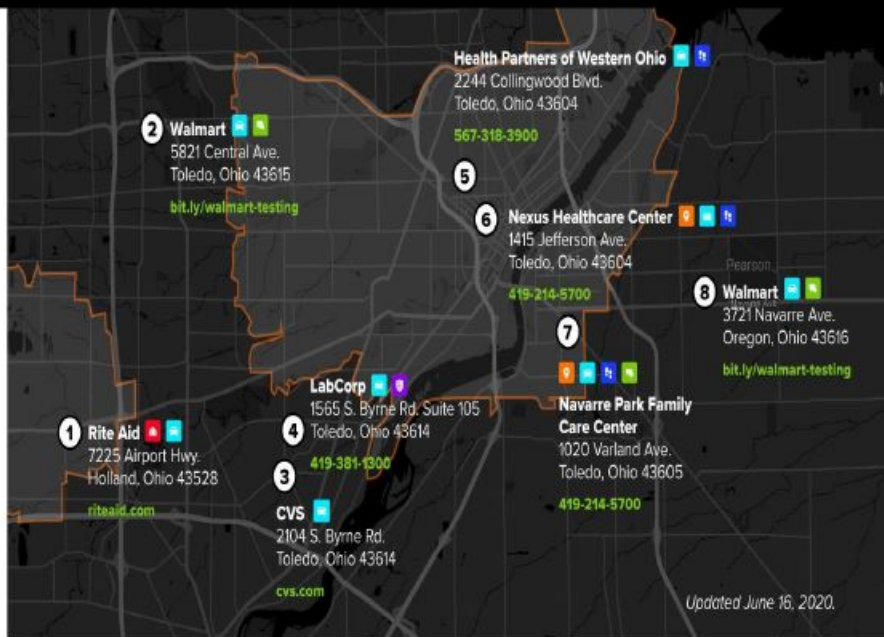 Health Partners of Western Ohio
2244 Collingwood Blvd.
Toledo, Ohio 43604
567-318-3900
2
Walmart
5821 Central Ave.
Toledo, Ohio 43615
bit.ly/walmart-testing
5
6
Nexus Healthcare Center
1415 Jefferson Ave.
Toledo, Ohio 43604
419-214-5700
Pearson
8
Walmart
3721 Navarre Ave.
Oregon, Ohio 43616
bit.ly/walmart-testing
7
Navarre Park Family
Care Center
1020 Varland Ave.
Toledo, Ohio 43605
419-214-5700
LabCorp
1565 S. Byrne Rd. Suite 105
4
Toledo, Ohio 43614
419-381-1300
1
Rite Aid
7225 Airport Hwy.
Holland, Ohio 43528
riteaid.com
3
CVS
2104 S. Byrne Rd.
Toledo, Ohio 43614
cvs.com
Updated June 16, 2020.